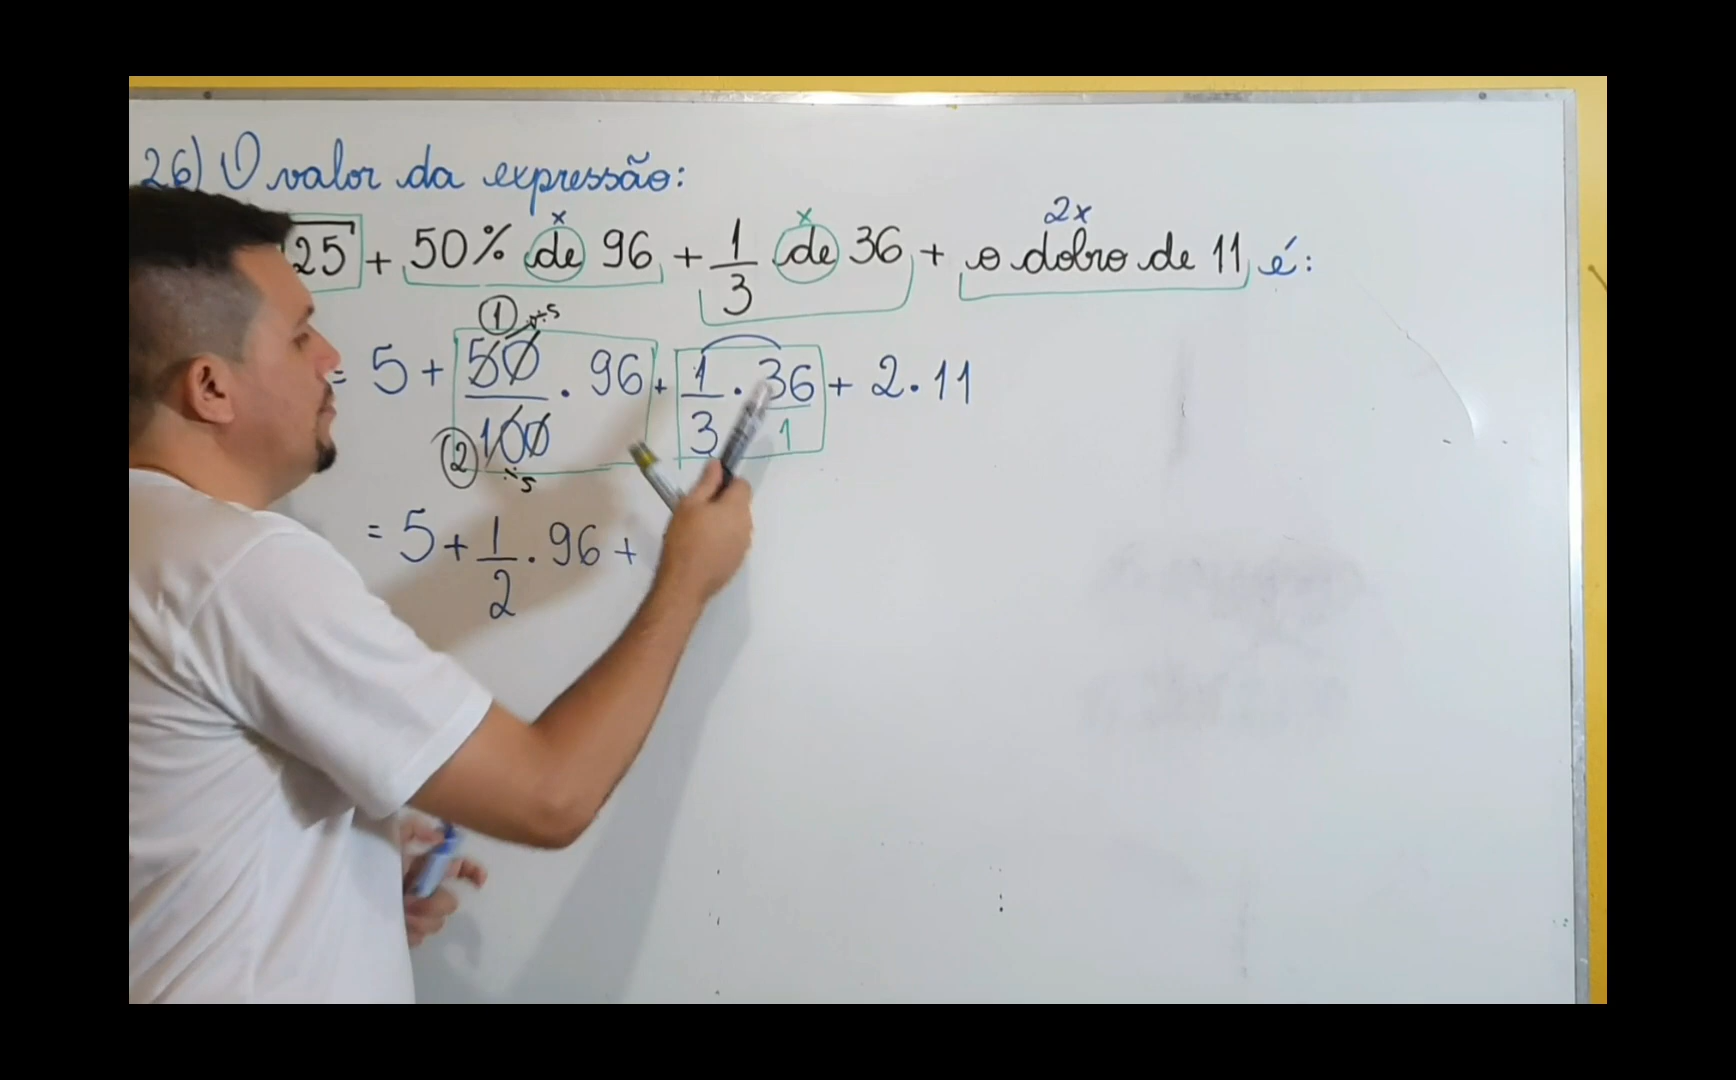 26) O valor da expressão:
√25 + 50% de 96 + 1/3 de 36 + o dobro de 11 é:
x x 2x
① ÷5
= 5 + 50/100 . 96 + 1/3 . 36/1 + 2 . 11
② ÷5
= 5 + 1/2 . 96 +